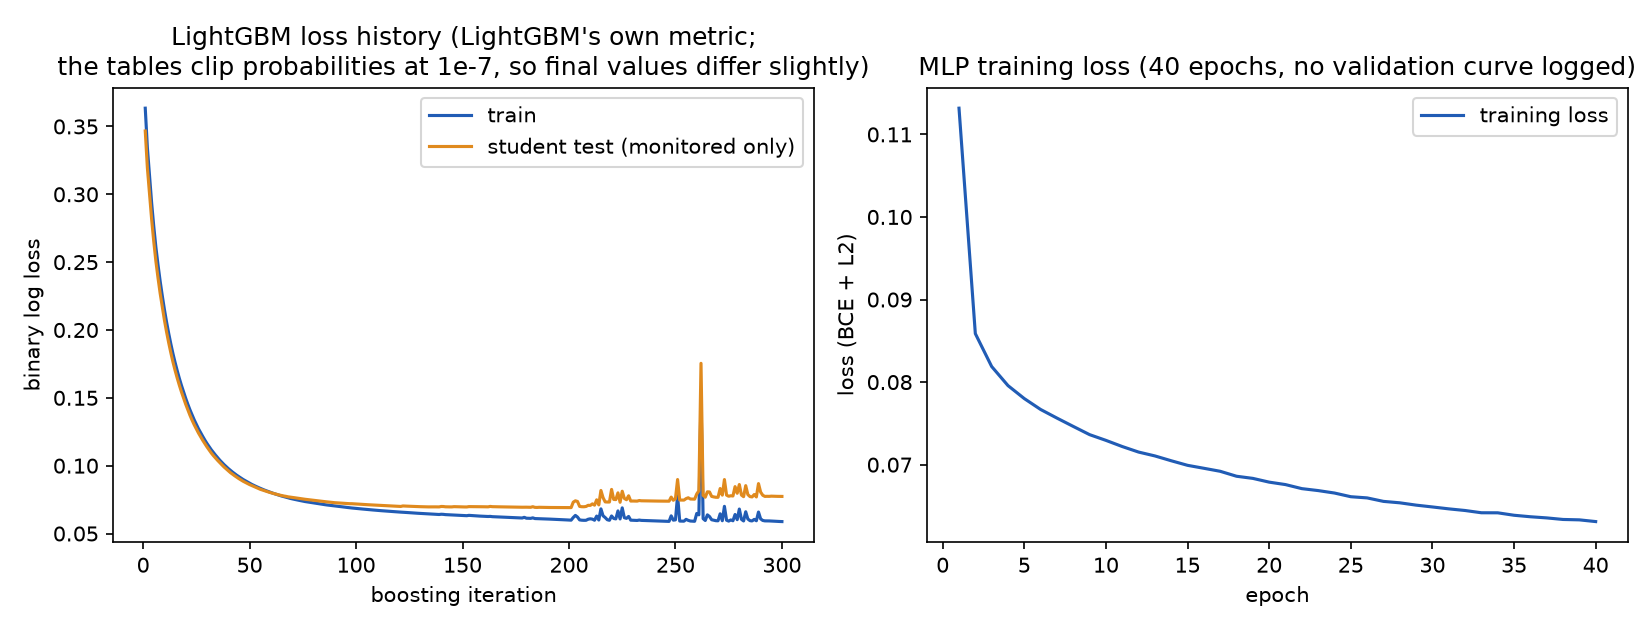 LightGBM loss history (LightGBM's own metric;
the tables clip probabilities at 1e-7, so final values differ slightly)
train
student test (monitored only)
binary log loss
0.35
0.30
0.25
0.20
0.15
0.10
0.05
0
50
100
150
200
250
300
boosting iteration
MLP training loss (40 epochs, no validation curve logged)
training loss
loss (BCE + L2)
0.11
0.10
0.09
0.08
0.07
0
5
10
15
20
25
30
35
40
epoch